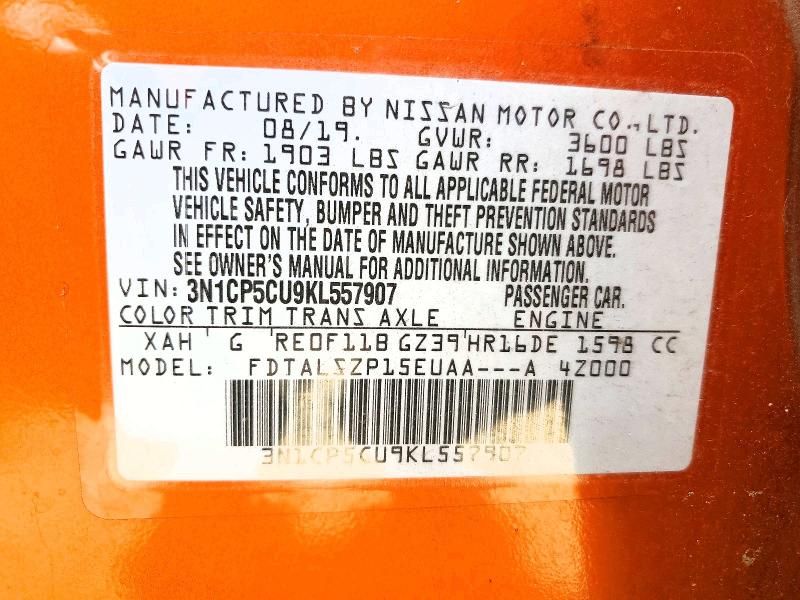 MANUFACTURED BY NISSAN MOTOR CO., LTD.
DATE: 08/19. GVWR: 3600 LBS
GAWR FR: 1903 LBS GAWR RR: 1698 LBS
THIS VEHICLE CONFORMS TO ALL APPLICABLE FEDERAL MOTOR
VEHICLE SAFETY, BUMPER AND THEFT PREVENTION STANDARDS
IN EFFECT ON THE DATE OF MANUFACTURE SHOWN ABOVE.
SEE OWNER'S MANUAL FOR ADDITIONAL INFORMATION.
VIN: 3N1CP5CU9KL557907 PASSENGER CAR.
COLOR TRIM TRANS AXLE ENGINE
XAH G RE0F11B GZ39 HR16DE 1598 CC
MODEL: FDTALSZP15EUAA---A 4Z000
3N1CP5CU9KL557907